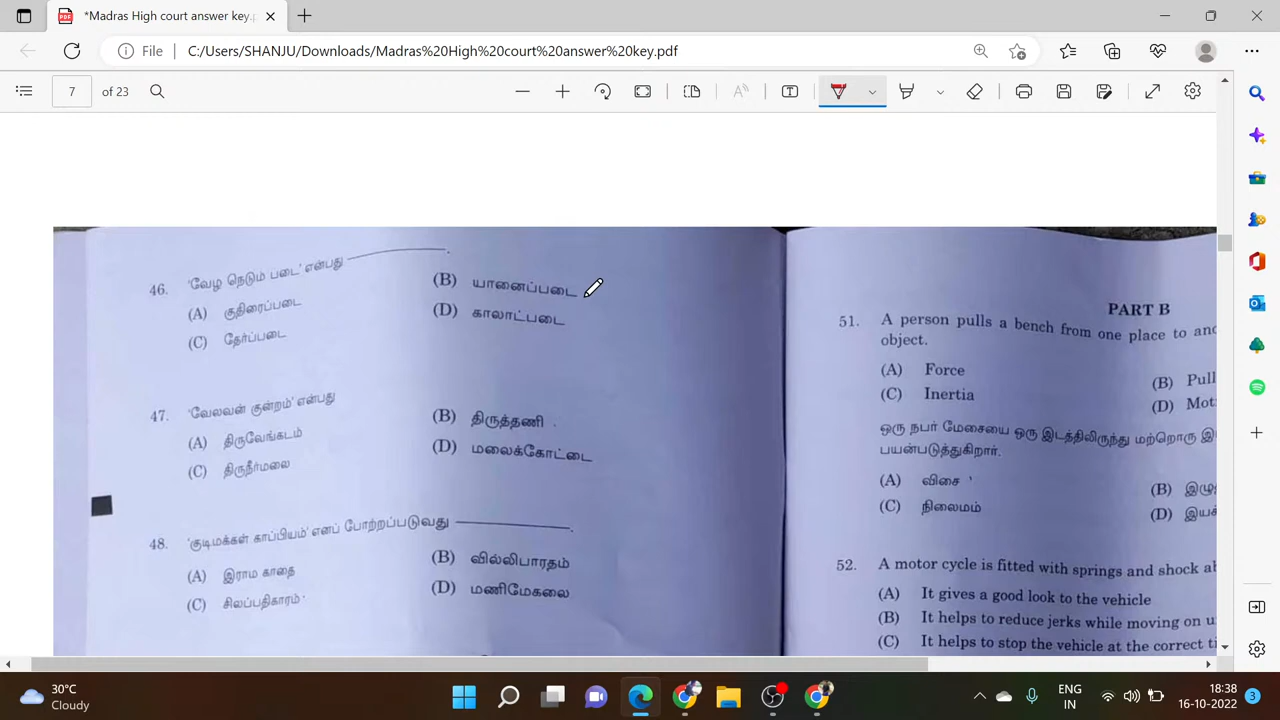 *Madras High court answer key.
File C:/Users/SHANJU/Downloads/Madras%20High%20court%20answer%20key.pdf
7 of 23
46. 'வேழ நெடும் படை' என்பது
(A) குதிரைப்படை (B) யானைப்படை
(C) தேர்ப்படை (D) காலாட்படை
47. 'வேலவன் குன்றம்' என்பது
(A) திருவேங்கடம் (B) திருத்தணி
(C) திருநீர்மலை (D) மலைக்கோட்டை
48. 'குடிமக்கள் காப்பியம்' எனப் போற்றப்படுவது
(A) இராம காதை (B) வில்லிபாரதம்
(C) சிலப்பதிகாரம் (D) மணிமேகலை
PART B
51. A person pulls a bench from one place to
object.
(A) Force (B) Pull
(C) Inertia (D)
ஒரு நபர் மேசையை ஒரு இடத்திலிருந்து மற்றொரு
பயன்படுத்துகிறார்.
(A) விசை (B)
(C) நிலைமம் (D)
52. A motor cycle is fitted with springs and shock
(A) It gives a good look to the vehicle
(B) It helps to reduce jerks while moving on
(C) It helps to stop the vehicle at the correct
30°C
Cloudy
ENG
IN
18:38
16-10-2022
3